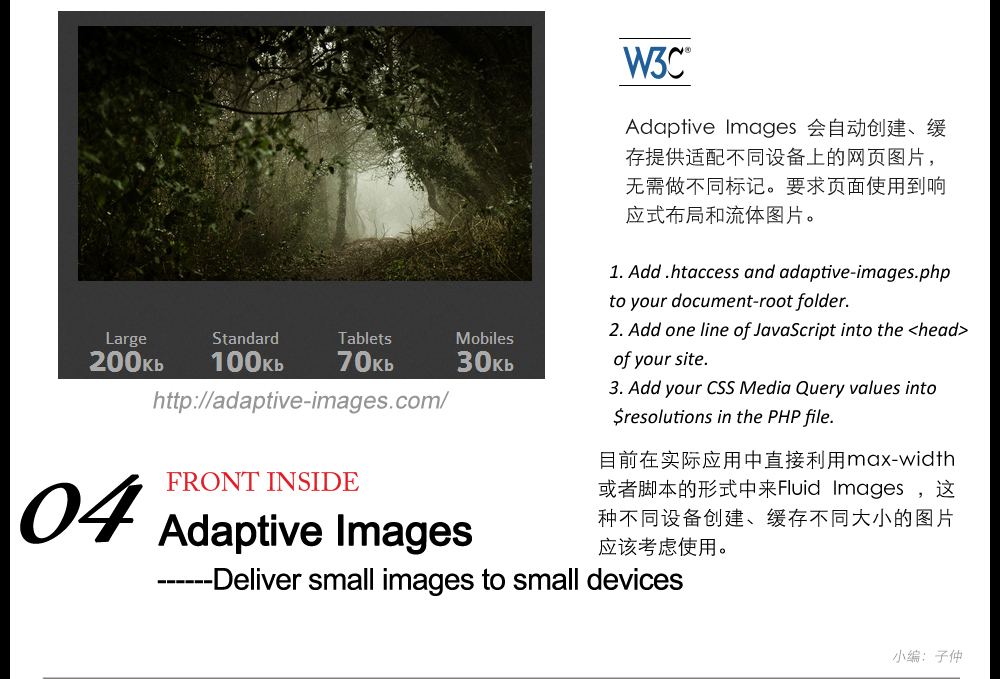 Large Standard Tablets Mobiles
200Kb 100Kb 70Kb 30Kb
http://adaptive-images.com/
04
FRONT INSIDE
Adaptive Images
------Deliver small images to small devices
W3C®
Adaptive Images 会自动创建、缓
存提供适配不同设备上的网页图片，
无需做不同标记。要求页面使用到响
应式布局和流体图片。
1. Add .htaccess and adaptive-images.php
to your document-root folder.
2. Add one line of JavaScript into the <head>
of your site.
3. Add your CSS Media Query values into
$resolutions in the PHP file.
目前在实际应用中直接利用max-width
或者脚本的形式中来Fluid Images ，这
种不同设备创建、缓存不同大小的图片
应该考虑使用。
小编：子仲